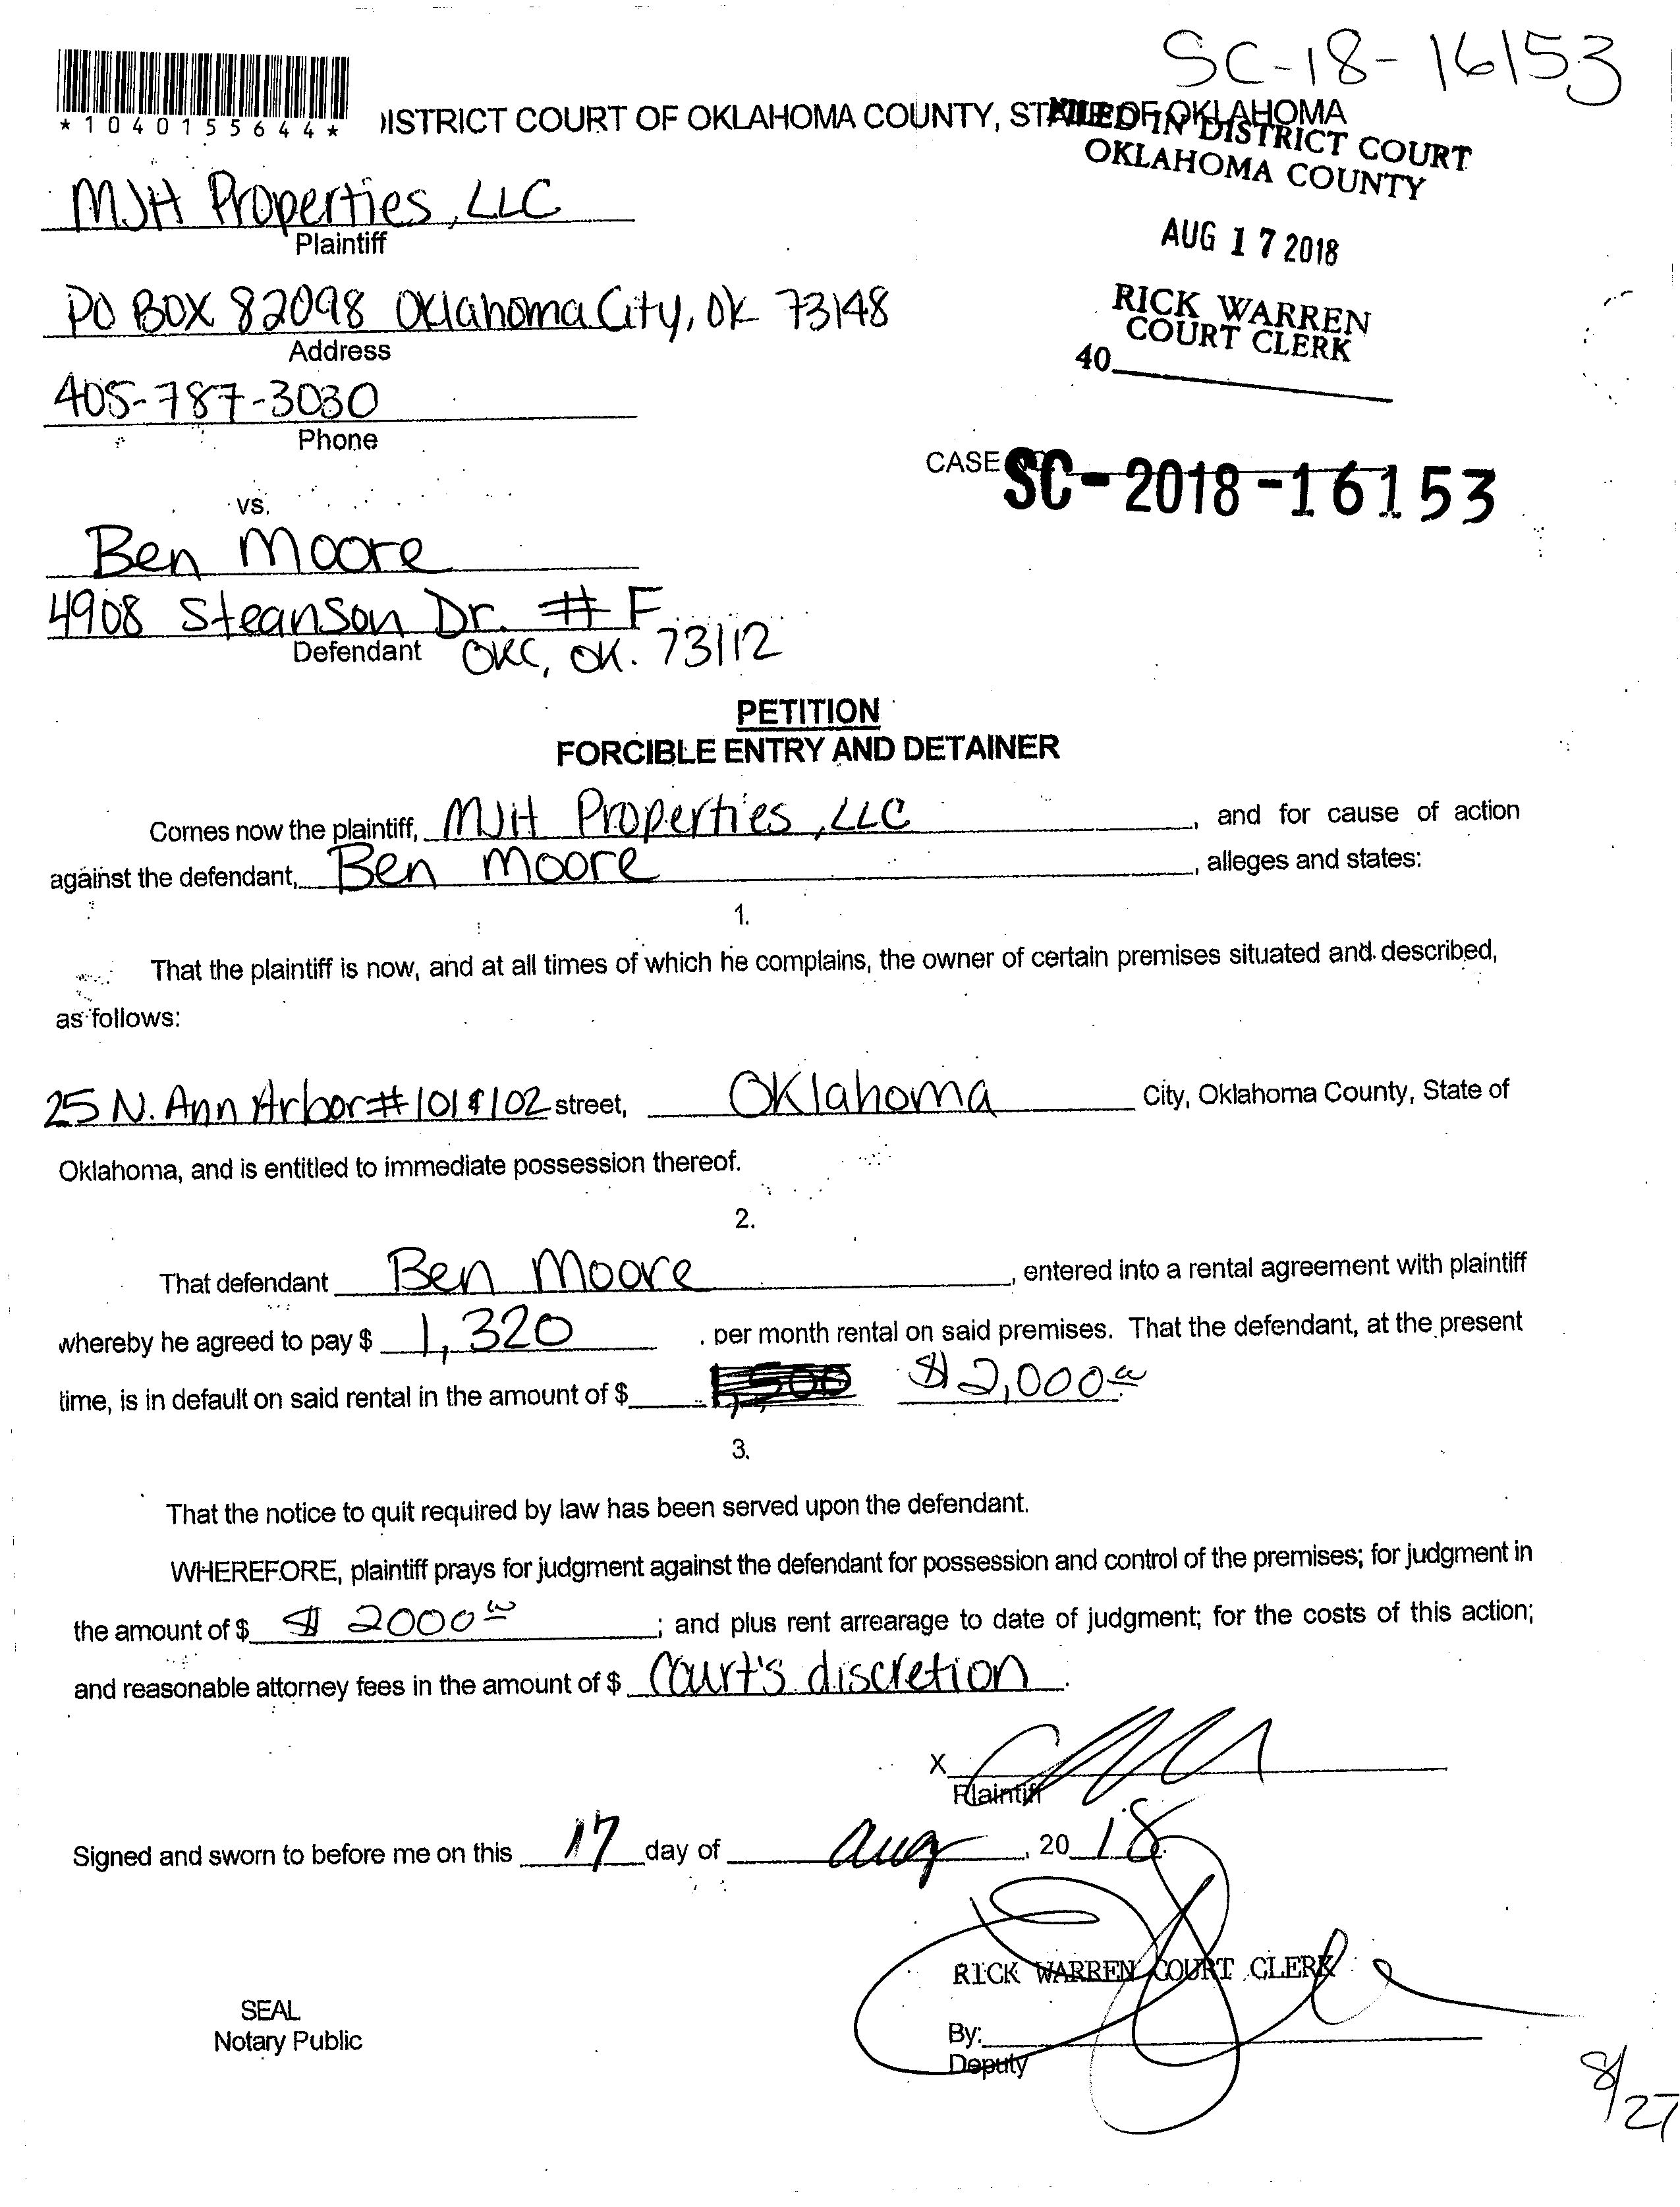 SC-18-16153
*1040155644*
DISTRICT COURT OF OKLAHOMA COUNTY, STATE OF OKLAHOMA
FILED IN DISTRICT COURT
OKLAHOMA COUNTY
MJH Properties, LLC
Plaintiff
AUG 17 2018
PO BOX 82098 Oklahoma City, OK 73148
Address
RICK WARREN
COURT CLERK
40
405-787-3030
Phone
CASE SC-2018-16153
vs.
Ben Moore
4908 Steanson Dr. # F
Defendant OKC, OK. 73112
PETITION
FORCIBLE ENTRY AND DETAINER
Comes now the plaintiff, MJH Properties, LLC, and for cause of action
against the defendant, Ben Moore, alleges and states:
1.
That the plaintiff is now, and at all times of which he complains, the owner of certain premises situated and described,
as follows:
25 N. Ann Arbor #101 & 102 street, Oklahoma City, Oklahoma County, State of
Oklahoma, and is entitled to immediate possession thereof.
2.
That defendant Ben Moore, entered into a rental agreement with plaintiff
whereby he agreed to pay $ 1,320 . per month rental on said premises. That the defendant, at the present
time, is in default on said rental in the amount of $ 1,500 $2,000.00
3.
That the notice to quit required by law has been served upon the defendant.
WHEREFORE, plaintiff prays for judgment against the defendant for possession and control of the premises; for judgment in
the amount of $ $ 2000.00 ; and plus rent arrearage to date of judgment; for the costs of this action;
and reasonable attorney fees in the amount of $ Court's discretion.
X
Plaintiff
Signed and sworn to before me on this 17 day of Aug, 20 18.
RICK WARREN COURT CLERK
SEAL
Notary Public
By:
Deputy
8/27